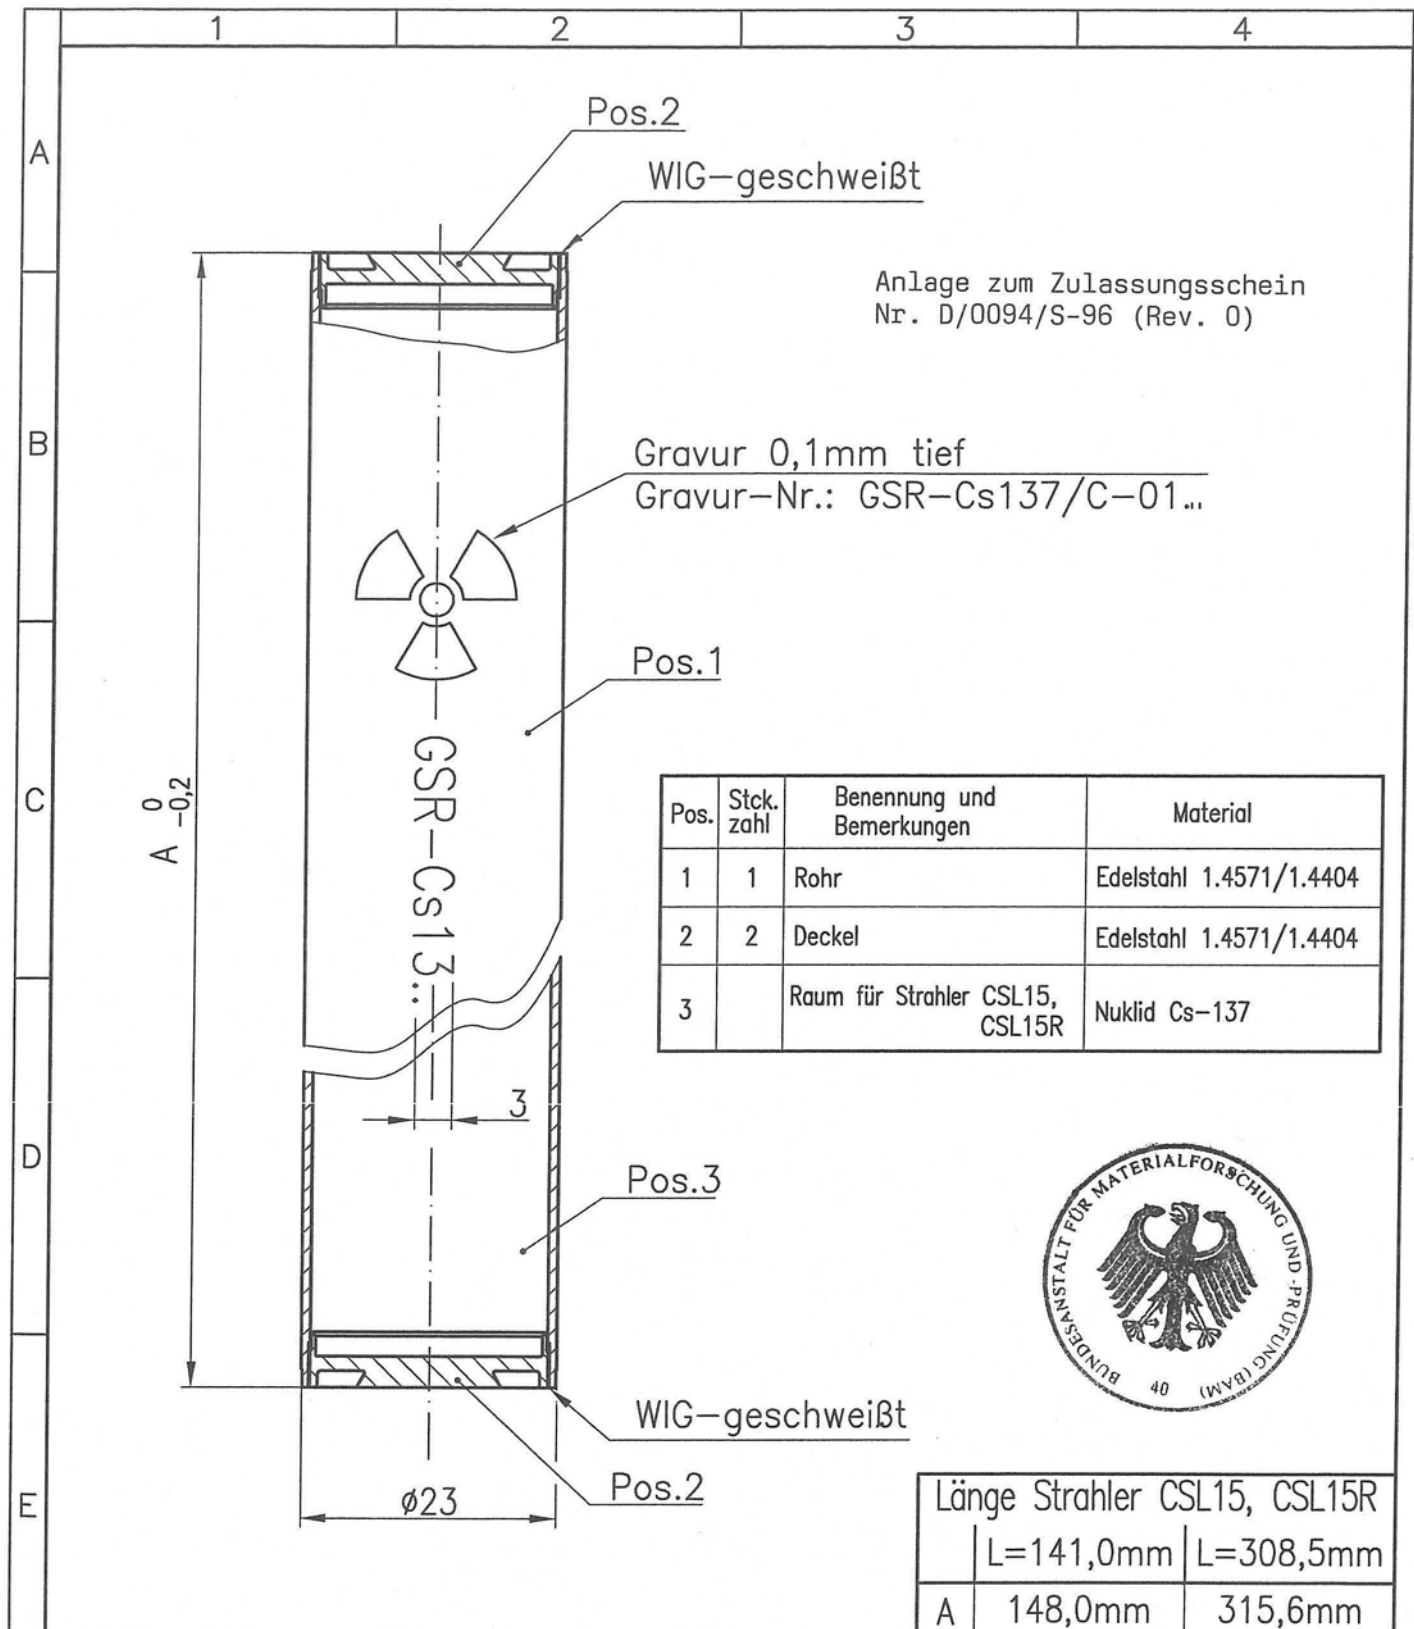 1 2 3 4
A
B
C
D
E
Pos.2
WIG-geschweißt
Anlage zum Zulassungsschein
Nr. D/0094/S-96 (Rev. 0)
Gravur 0,1mm tief
Gravur-Nr.: GSR-Cs137/C-01...
Pos.1
A 0 -0,2
GSR-Cs13...
Pos. Stck. zahl Benennung und Bemerkungen Material
1 1 Rohr Edelstahl 1.4571/1.4404
2 2 Deckel Edelstahl 1.4571/1.4404
3 Raum für Strahler CSL15, Nuklid Cs-137
CSL15R
3
Pos.3
BUNDESANSTALT FÜR MATERIALFORSCHUNG UND -PRÜFUNG (BAM)
40
WIG-geschweißt
Pos.2
ø23
Länge Strahler CSL15, CSL15R
L=141,0mm L=308,5mm
A 148,0mm 315,6mm